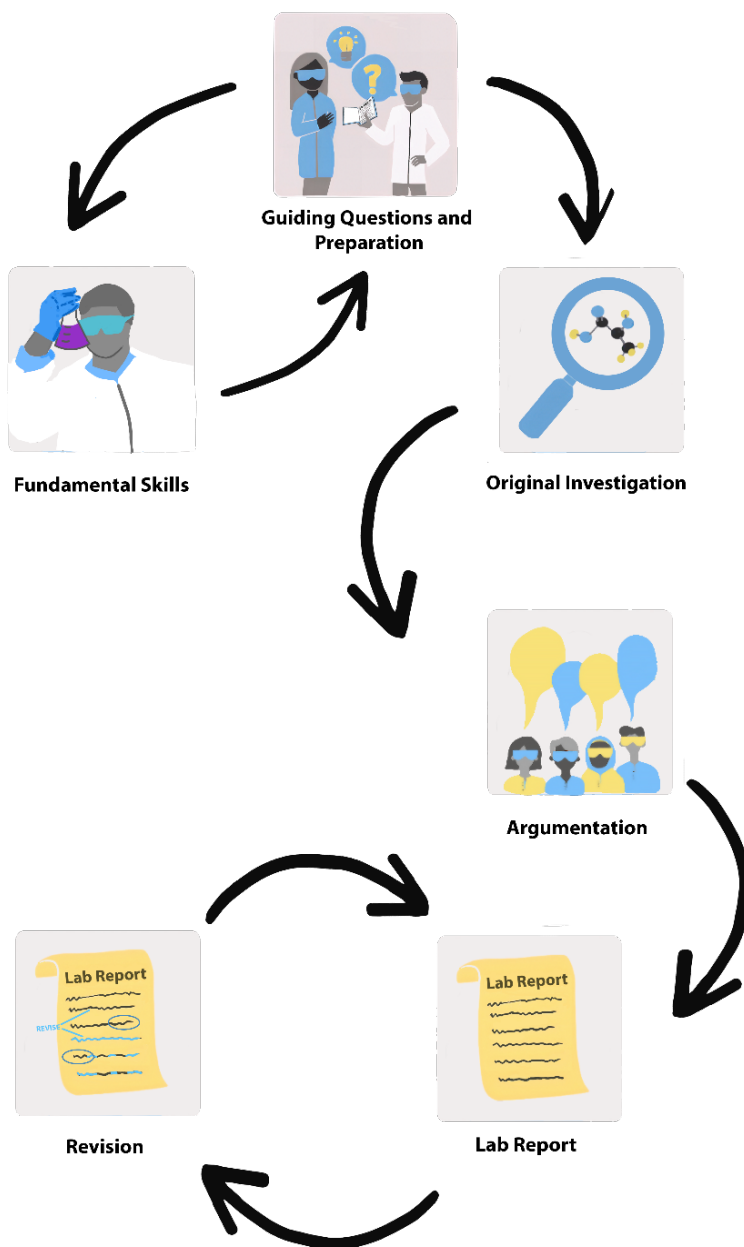 Guiding Questions and
Preparation
Fundamental Skills
Original Investigation
Argumentation
Lab Report
REVISE
Revision
Lab Report
Lab Report